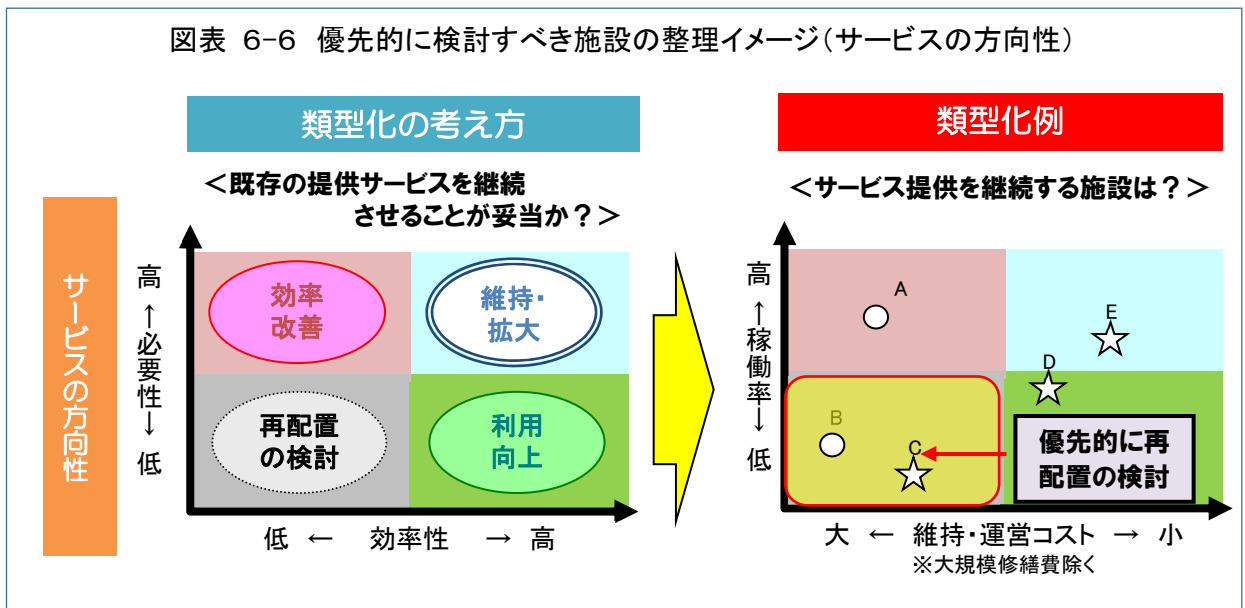 図表 6-6 優先的に検討すべき施設の整理イメージ(サービスの方向性)
類型化の考え方
類型化例
<既存の提供サービスを継続
させることが妥当か?>
<サービス提供を継続する施設は?>
サービスの方向性
高 ←必要性→ 低
効率
改善
維持・
拡大
再配置
の検討
利用
向上
低 ← 効率性 → 高
高 ←稼働率→ 低
A
B
C
D
E
優先的に再
配置の検討
大 ← 維持・運営コスト → 小
※大規模修繕費除く